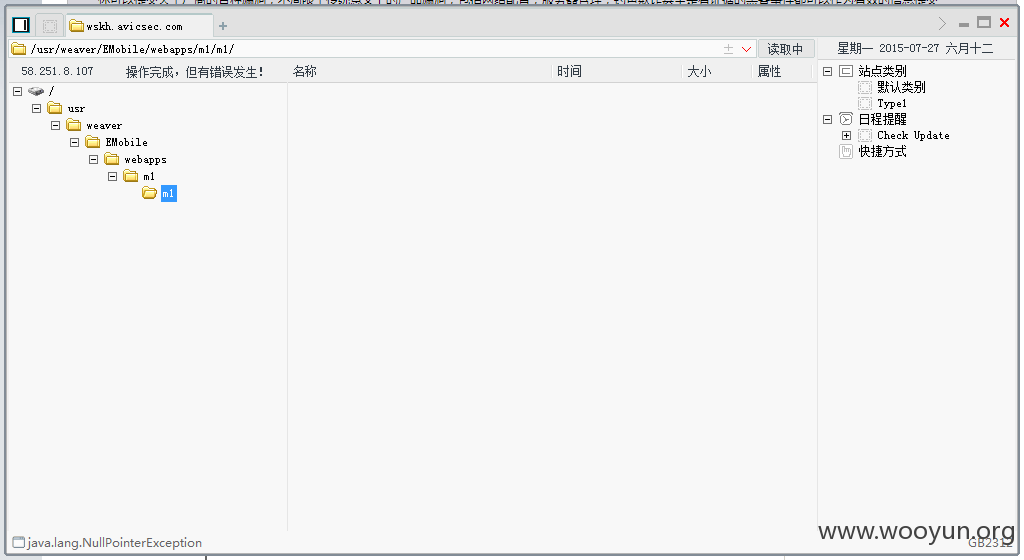 wskh.avicsec.com
/usr/weaver/EMobile/webapps/m1/m1/
读取中
星期一 2015-07-27 六月十二
58.251.8.107
操作完成，但有错误发生！
名称
时间
大小
属性
/
usr
weaver
EMobile
webapps
m1
m1
站点类别
默认类别
Type1
日程提醒
Check Update
快捷方式
java.lang.NullPointerException
www.wooyun.org
GB2312